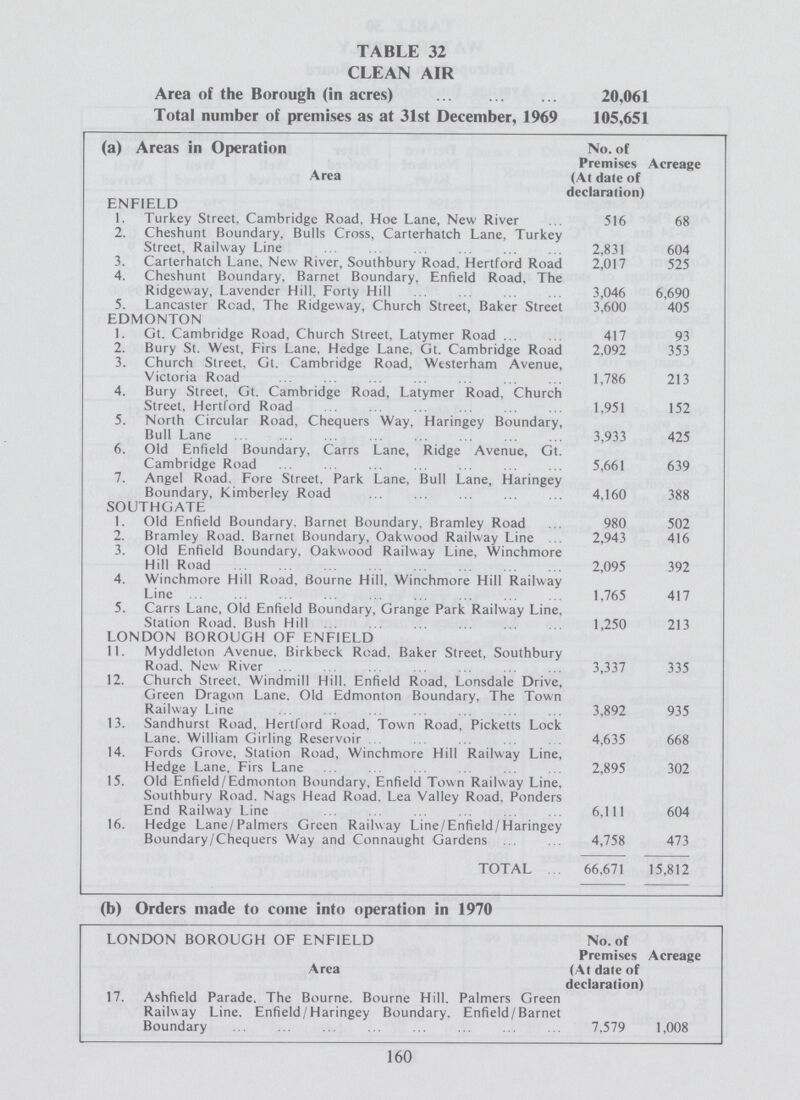 TABLE 32
CLEAN AIR
Area of the Borough (in acres) ... ... ... 20,061
Total number of premises as at 31st December, 1969 105,651
(a) Areas in Operation
Area
No. of Premises (At date of declaration)
Acreage
ENFIELD
1. Turkey Street, Cambridge Road, Hoe Lane, New River ... 516 68
2. Cheshunt Boundary, Bulls Cross, Carterhatch Lane, Turkey
Street, Railway Line ... ... ... ... ... ... 2,831 604
3. Carterhatch Lane, New River, Southbury Road, Hertford Road 2,017 525
4. Cheshunt Boundary, Barnet Boundary, Enfield Road, The
Ridgeway, Lavender Hill, Forty Hill ... ... ... ... 3,046 6,690
5. Lancaster Road, The Ridgeway, Church Street, Baker Street 3,600 405
EDMONTON
1. Gt. Cambridge Road, Church Street, Latymer Road ... ... 417 93
2. Bury St. West, Firs Lane, Hedge Lane, Gt. Cambridge Road 2,092 353
3. Church Street, Gt. Cambridge Road, Westerham Avenue,
Victoria Road ... ... ... ... ... ... ... 1,786 213
4. Bury Street, Gt. Cambridge Road, Latymer Road, Church
Street, Hertford Road ... ... ... ... ... ... 1,951 152
5. North Circular Road, Chequers Way, Haringey Boundary,
Bull Lane ... ... ... ... ... ... ... ... 3,933 425
6. Old Enfield Boundary, Carrs Lane, Ridge Avenue, Gt.
Cambridge Road ... ... ... ... ... ... ... 5,661 639
7. Angel Road, Fore Street, Park Lane, Bull Lane, Haringey
Boundary, Kimberley Road ... ... ... ... ... 4,160 388
SOUTHGATE
1. Old Enfield Boundary, Barnet Boundary, Bramley Road ... 980 502
2. Bramley Road, Barnet Boundary, Oakwood Railway Line ... 2,943 416
3. Old Enfield Boundary, Oakwood Railway Line, Winchmore
Hill Road ... ... ... ... ... ... ... ... 2,095 392
4. Winchmore Hill Road, Bourne Hill, Winchmore Hill Railway
Line ... ... ... ... ... ... ... ... ... 1,765 417
5. Carrs Lane, Old Enfield Boundary, Grange Park Railway Line,
Station Road, Bush Hill ... ... ... ... ... ... 1,250 213
LONDON BOROUGH OF ENFIELD
11. Myddleton Avenue, Birkbeck Road, Baker Street, Southbury
Road, New River ... ... ... ... ... ... ... 3,337 335
12. Church Street, Windmill Hill, Enfield Road, Lonsdale Drive,
Green Dragon Lane, Old Edmonton Boundary, The Town
Railway Line ... ... ... ... ... ... ... 3,892 935
13. Sandhurst Road, Hertford Road, Town Road, Picketts Lock
Lane, William Girling Reservoir ... ... ... ... ... 4,635 668
14. Fords Grove, Station Road, Winchmore Hill Railway Line,
Hedge Lane, Firs Lane ... ... ... ... ... ... 2,895 302
15. Old Enfield/Edmonton Boundary, Enfield Town Railway Line,
Southbury Road, Nags Head Road, Lea Valley Road, Ponders
End Railway Line ... ... ... ... ... ... 6,111 604
16. Hedge Lane/Palmers Green Railway Line/Enfield/Haringey
Boundary/Chequers Way and Connaught Gardens ... ... 4,758 473
TOTAL ... 66,671 15,812
(b) Orders made to come into operation in 1970
LONDON BOROUGH OF ENFIELD
Area
No. of Premises (At date of declaration)
Acreage
17. Ashfield Parade, The Bourne, Bourne Hill, Palmers Green
Railway Line, Enfield/Haringey Boundary, Enfield/Barnet
Boundary ... ... ... ... ... ... ... ... 7,579 1,008
160